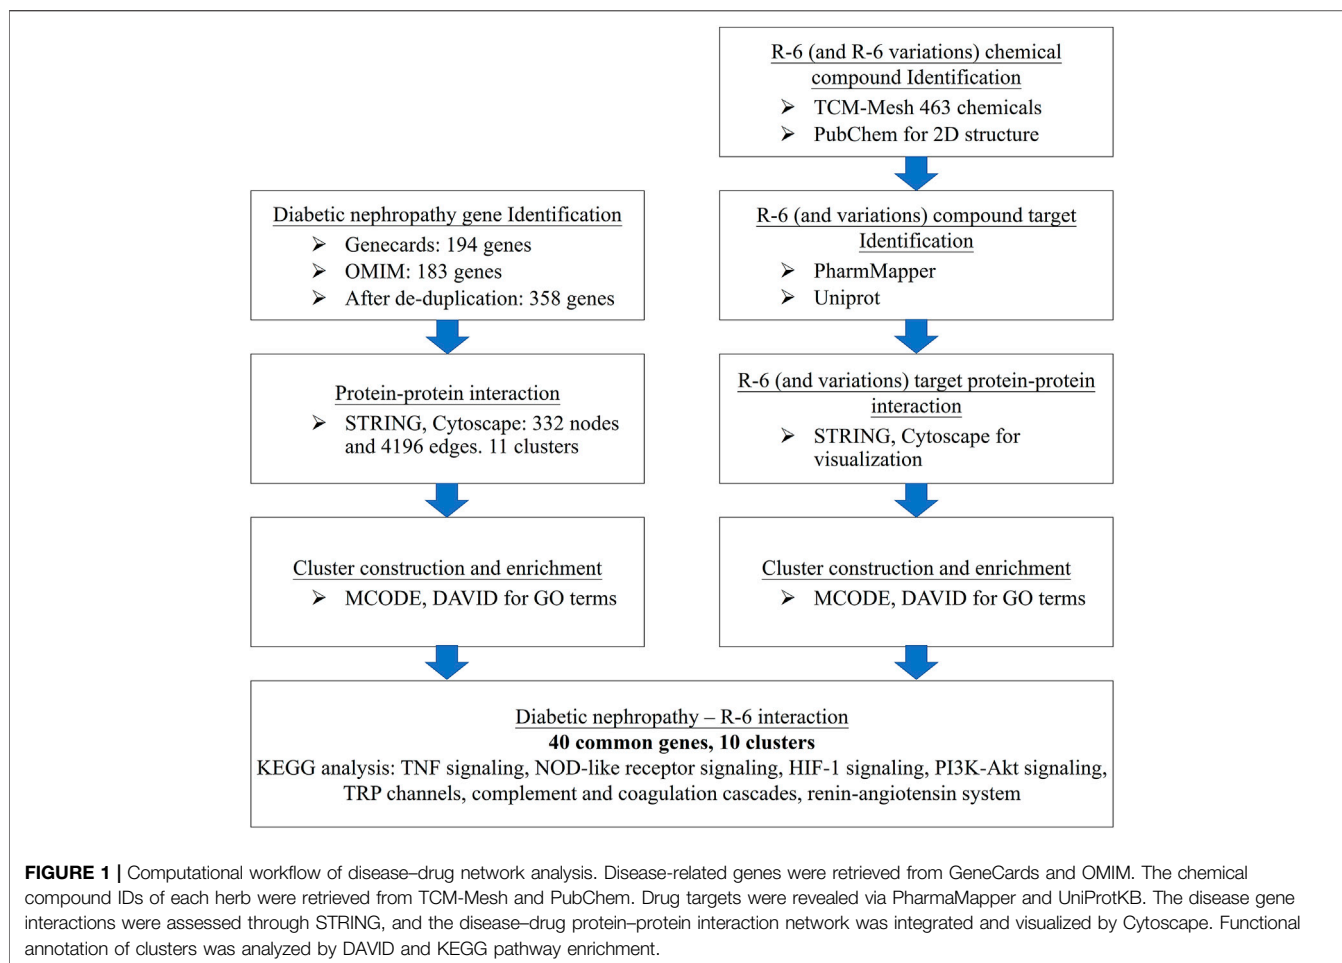 R-6 (and R-6 variations) chemical
compound Identification
➢ TCM-Mesh 463 chemicals
➢ PubChem for 2D structure
Diabetic nephropathy gene Identification
➢ Genecards: 194 genes
➢ OMIM: 183 genes
➢ After de-duplication: 358 genes
R-6 (and variations) compound target
Identification
➢ PharmMapper
➢ Uniprot
Protein-protein interaction
➢ STRING, Cytoscape: 332 nodes
and 4196 edges. 11 clusters
R-6 (and variations) target protein-protein
interaction
➢ STRING, Cytoscape for
visualization
Cluster construction and enrichment
➢ MCODE, DAVID for GO terms
Cluster construction and enrichment
➢ MCODE, DAVID for GO terms
Diabetic nephropathy – R-6 interaction
40 common genes, 10 clusters
KEGG analysis: TNF signaling, NOD-like receptor signaling, HIF-1 signaling, PI3K-Akt signaling,
TRP channels, complement and coagulation cascades, renin-angiotensin system
FIGURE 1 | Computational workflow of disease–drug network analysis. Disease-related genes were retrieved from GeneCards and OMIM. The chemical
compound IDs of each herb were retrieved from TCM-Mesh and PubChem. Drug targets were revealed via PharmaMapper and UniProtKB. The disease gene
interactions were assessed through STRING, and the disease–drug protein–protein interaction network was integrated and visualized by Cytoscape. Functional
annotation of clusters was analyzed by DAVID and KEGG pathway enrichment.